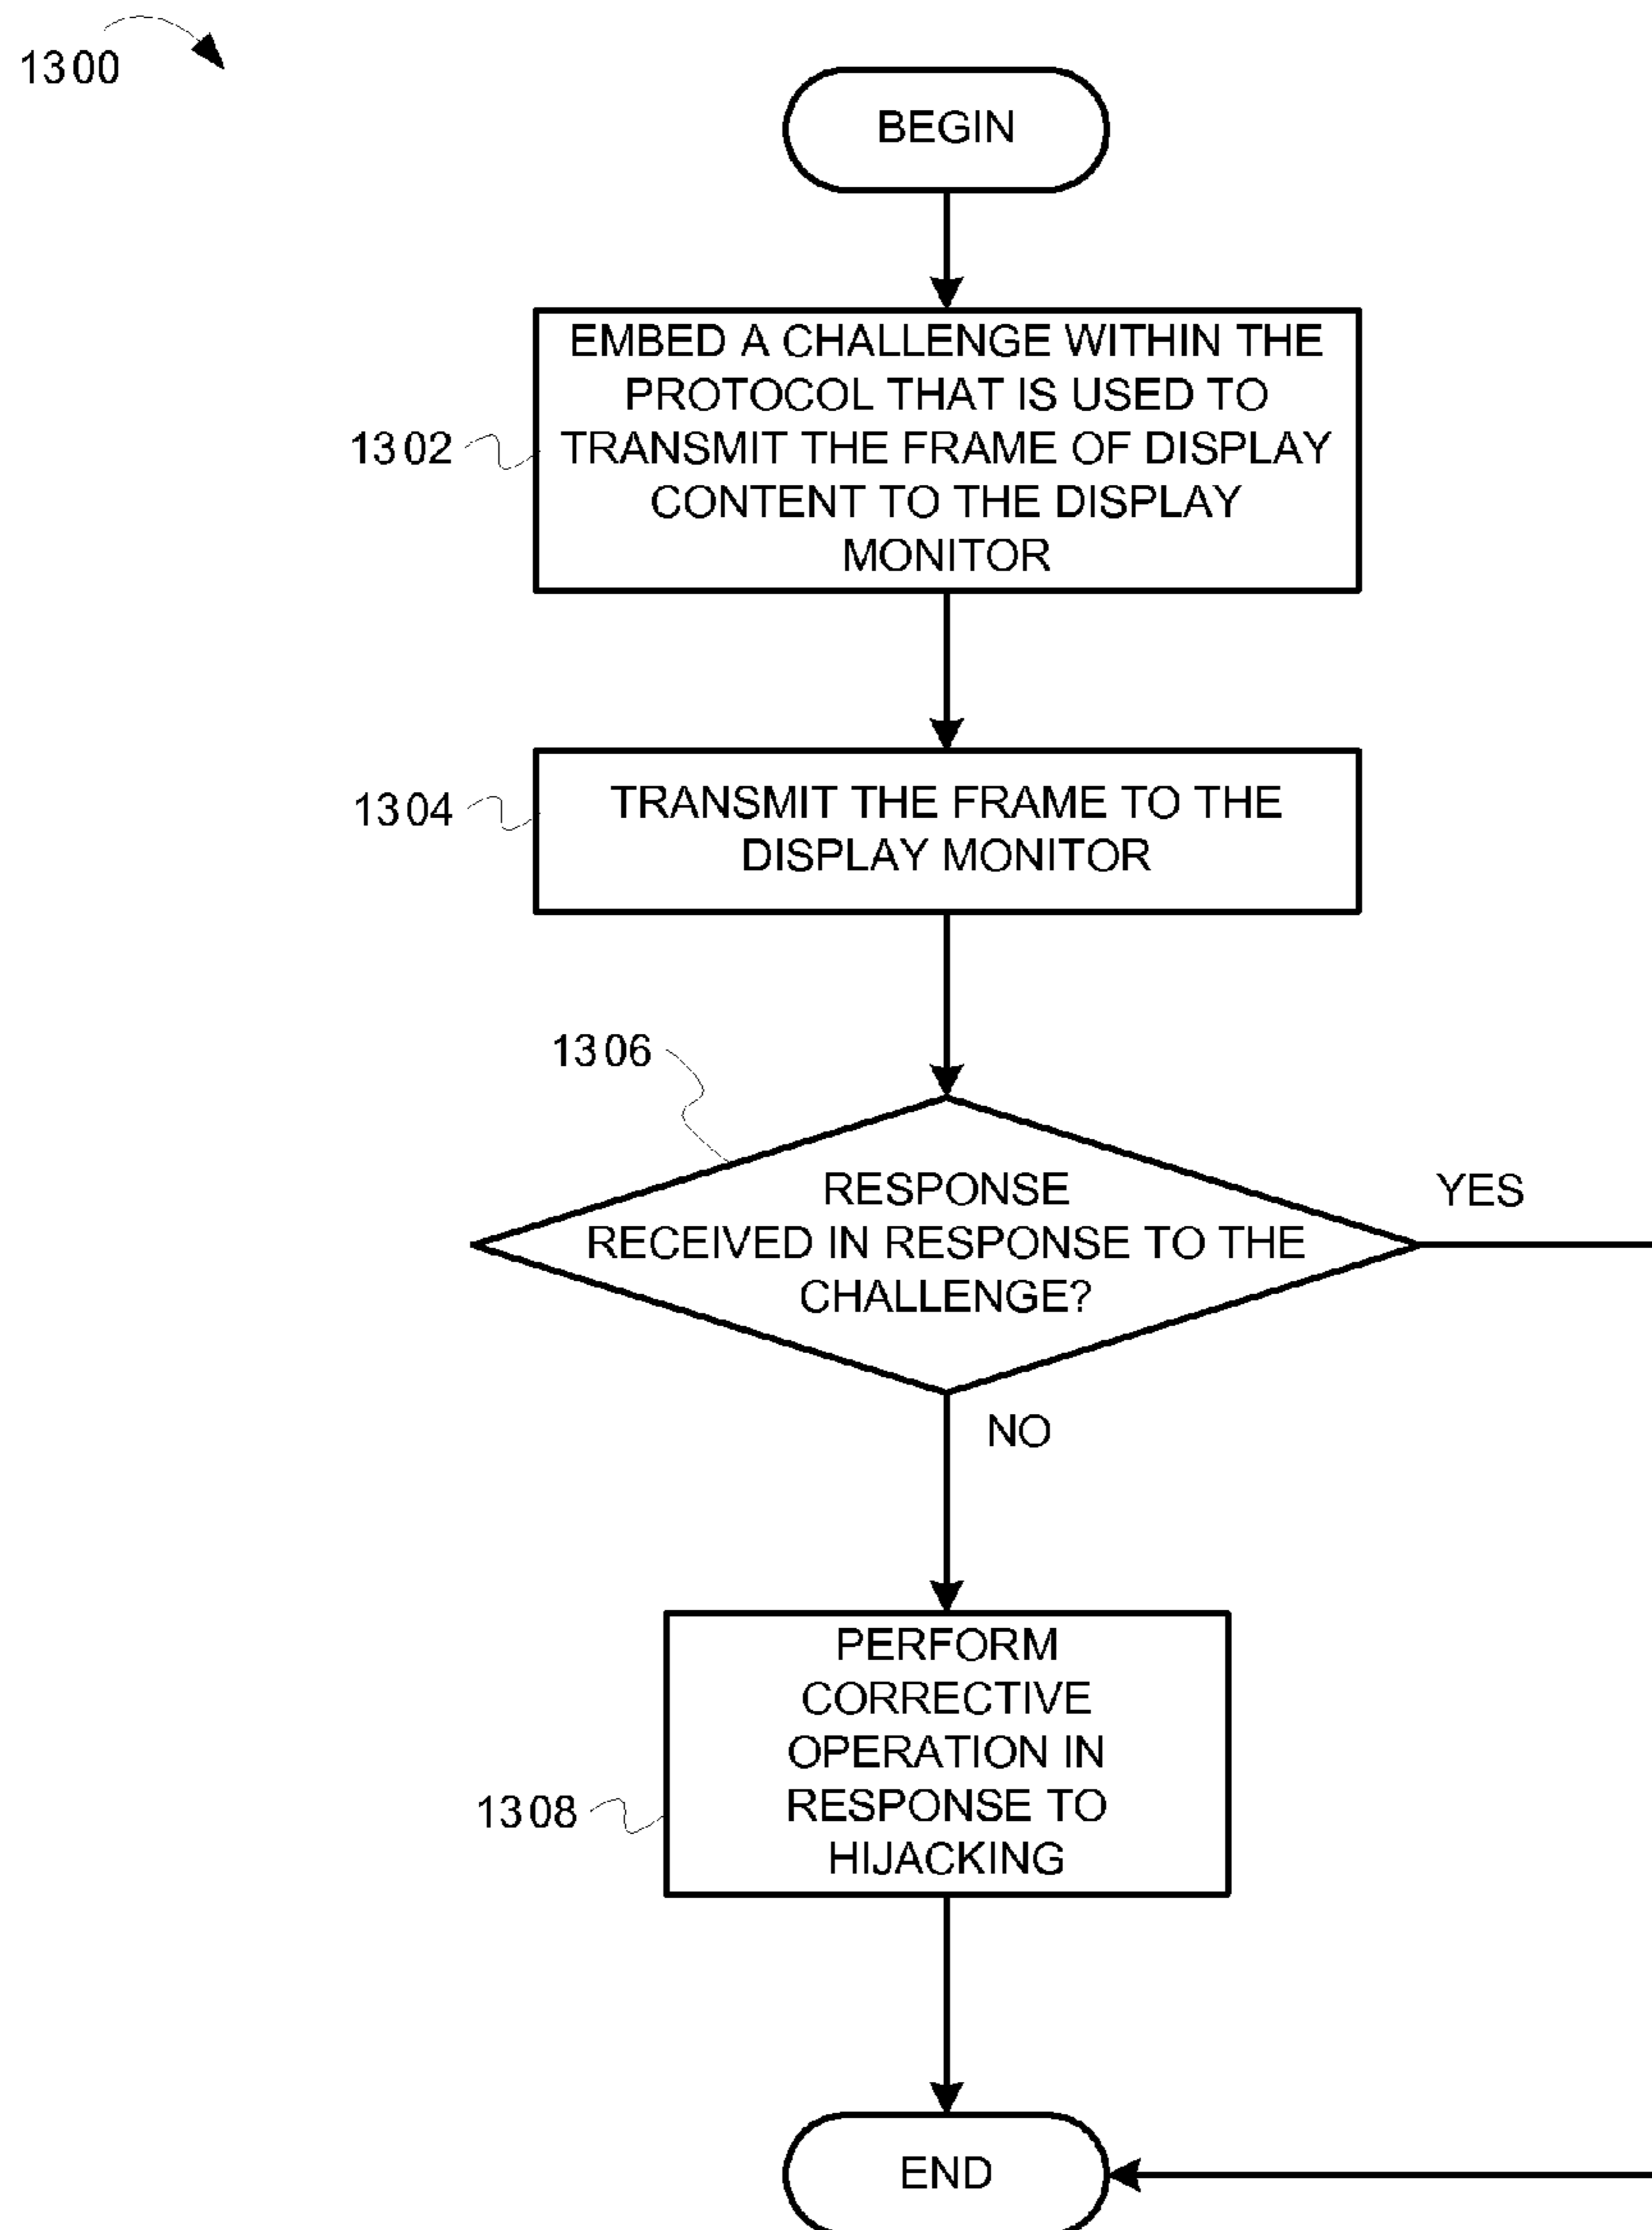 1300
BEGIN
EMBED A CHALLENGE WITHIN THE
PROTOCOL THAT IS USED TO
TRANSMIT THE FRAME OF DISPLAY
CONTENT TO THE DISPLAY
MONITOR
1302
TRANSMIT THE FRAME TO THE
DISPLAY MONITOR
1304
1306
RESPONSE
RECEIVED IN RESPONSE TO THE
CHALLENGE?
YES
NO
PERFORM
CORRECTIVE
OPERATION IN
RESPONSE TO
HIJACKING
1308
END